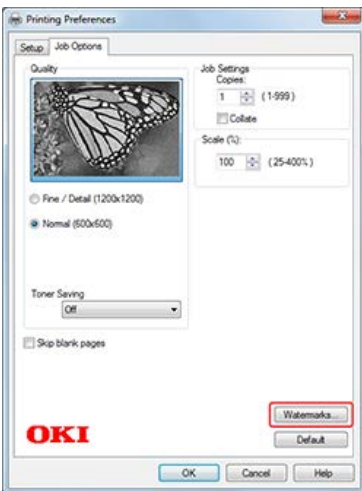 Printing Preferences
Setup
Job Options
Quality
Fine / Detail (1200x1200)
Normal (600x600)
Toner Saving
Off
Skip blank pages
Job Settings
Copies:
1
(1-999)
Collate
Scale (%):
100
(25-400%)
Watermarks...
OKI
Default
OK
Cancel
Help